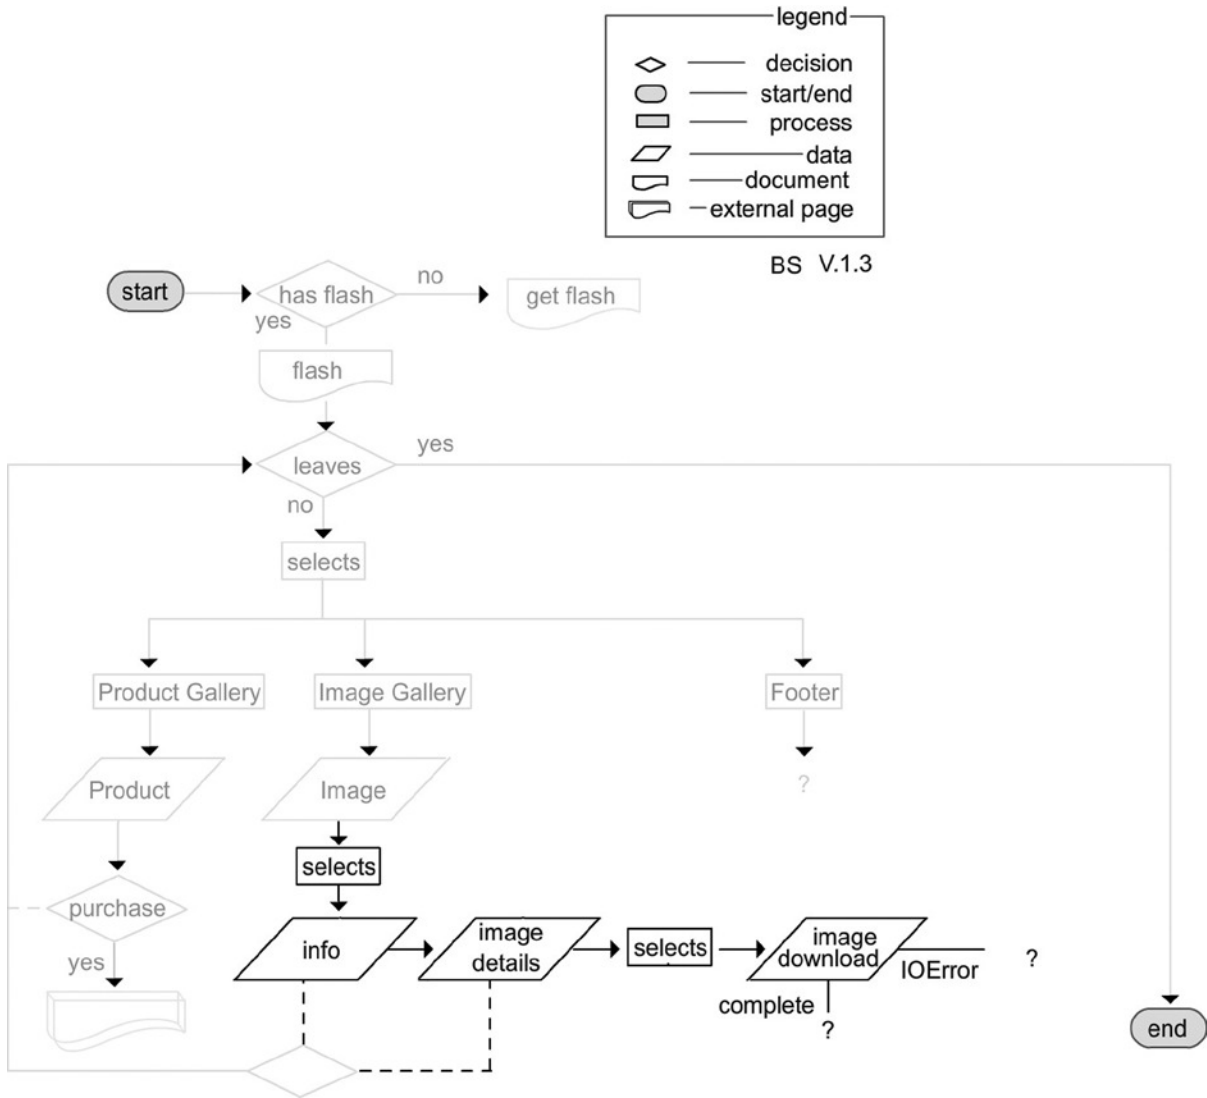 legend
decision
start/end
process
data
document
external page
BS V.1.3
start
has flash
no
get flash
yes
flash
leaves
yes
no
selects
Product Gallery
Image Gallery
Footer
Product
Image
?
selects
purchase
info
image
details
selects
image
download
IOError
?
yes
complete
?
end